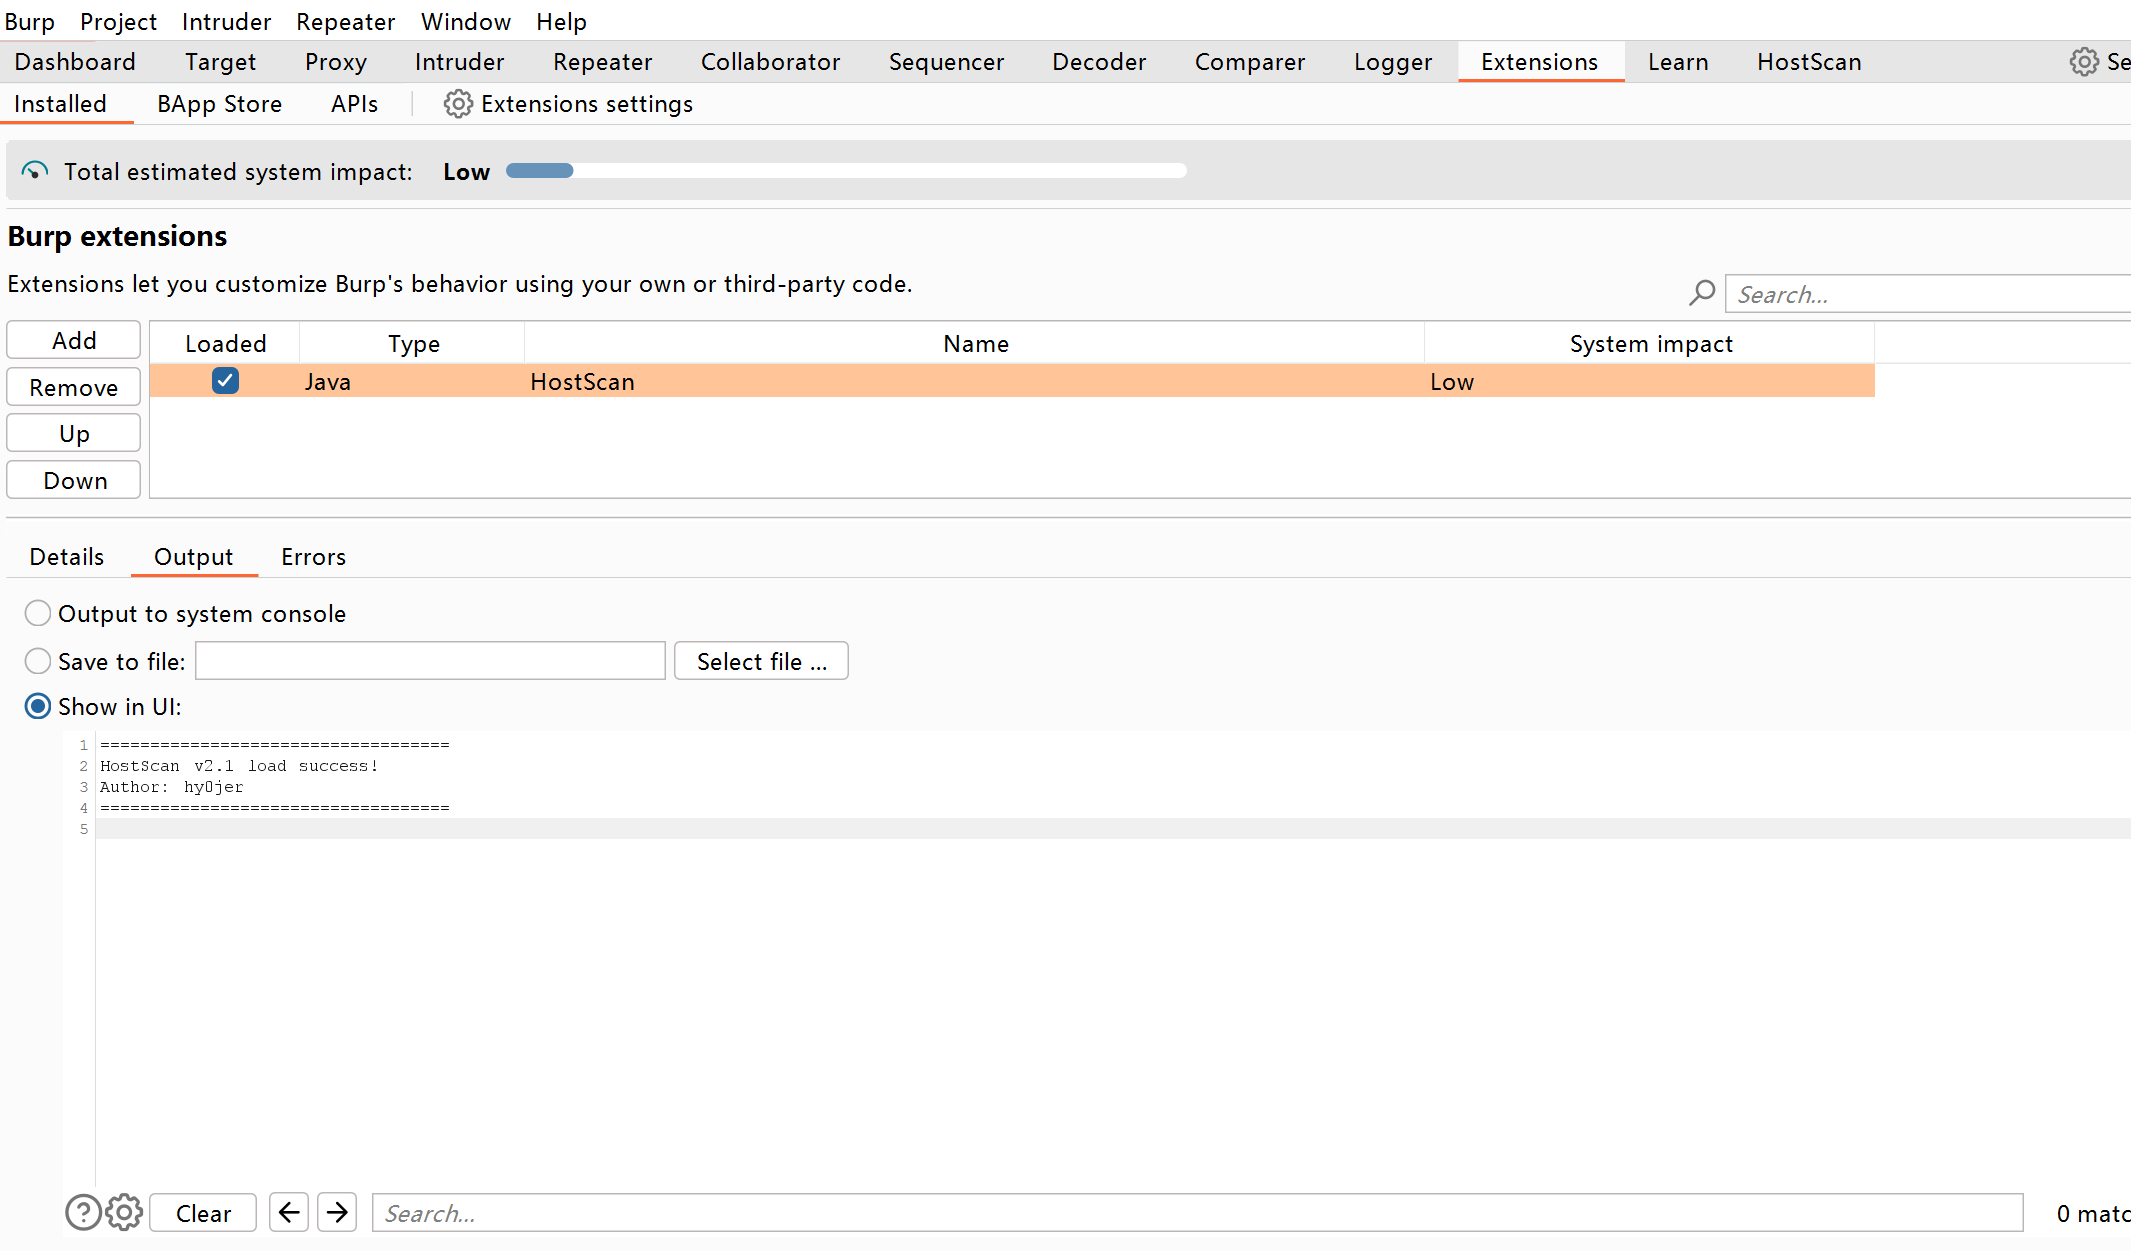 Burp Project Intruder Repeater Window Help
Dashboard Target Proxy Intruder Repeater Collaborator Sequencer Decoder Comparer Logger Extensions Learn HostScan Se
Installed BApp Store APIs Extensions settings
Total estimated system impact: Low
Burp extensions
Extensions let you customize Burp's behavior using your own or third-party code.
Search...
Add
Loaded Type Name System impact
Remove
Java HostScan Low
Up
Down
Details Output Errors
Output to system console
Save to file: Select file ...
Show in UI:
1 ===================================
2 HostScan v2.1 load success!
3 Author: hy0jer
4 ===================================
5
? Clear Search... 0 matc